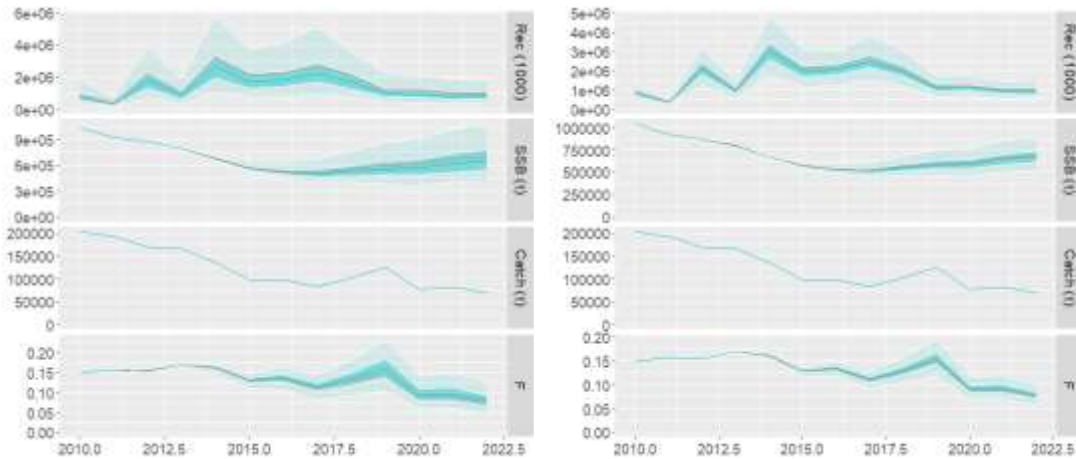 6e+06
4e+06
2e+06
0e+00
Rec (1000)
9e+05
6e+05
3e+05
0e+00
SSB (t)
200000
150000
100000
50000
0
Catch (t)
0.20
0.15
0.10
0.05
0.00
F
2010.0 2012.5 2015.0 2017.5 2020.0 2022.5
5e+06
4e+06
3e+06
2e+06
1e+06
0e+00
Rec (1000)
1000000
750000
500000
250000
0
SSB (t)
200000
150000
100000
50000
0
Catch (t)
0.20
0.15
0.10
0.05
0.00
F
2010.0 2012.5 2015.0 2017.5 2020.0 2022.5